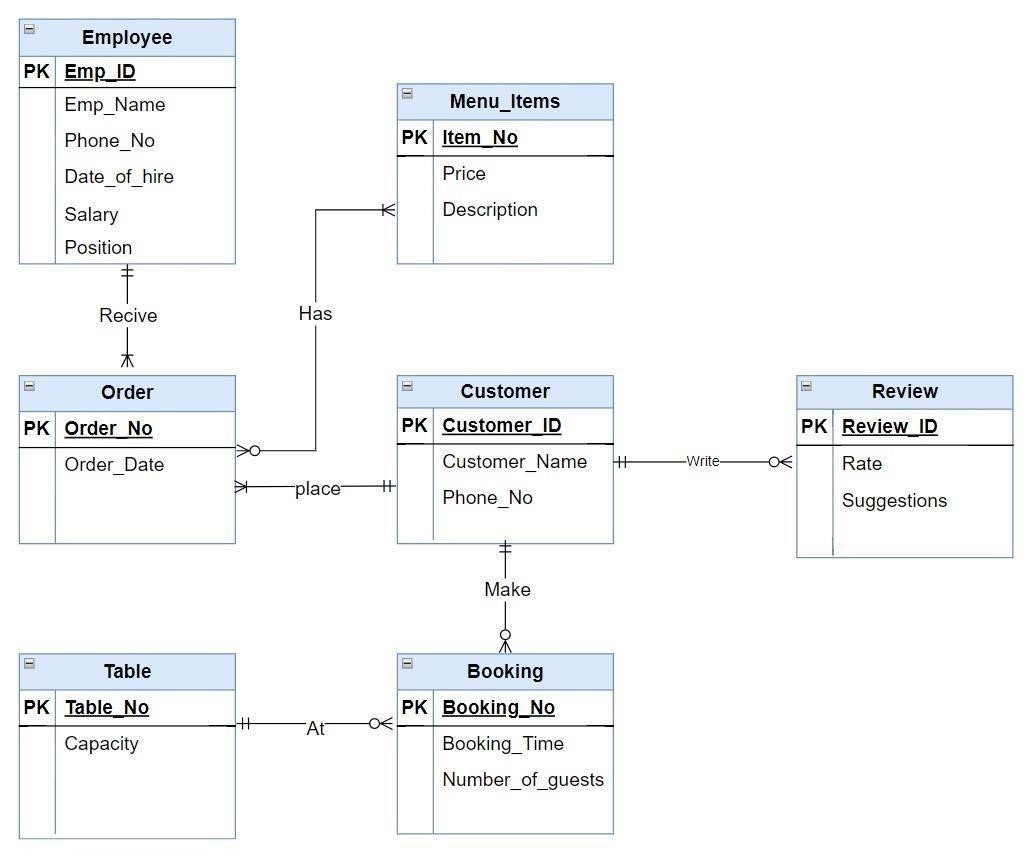 Employee
PK Emp_ID
Emp_Name
Phone_No
Date_of_hire
Salary
Position
Menu_Items
PK Item_No
Price
Description
Recive
Has
Order
PK Order_No
Order_Date
place
Customer
PK Customer_ID
Customer_Name
Phone_No
Write
Review
PK Review_ID
Rate
Suggestions
Make
Table
PK Table_No
Capacity
At
Booking
PK Booking_No
Booking_Time
Number_of_guests